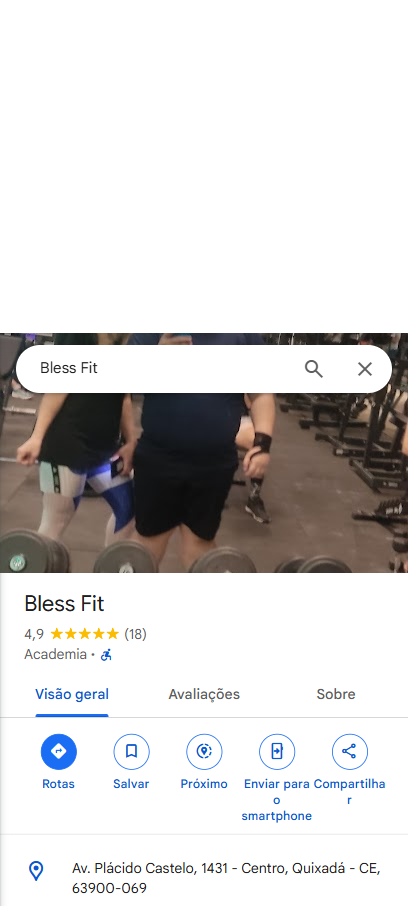 Bless Fit
Bless Fit
4,9 (18)
Academia ·
Visão geral
Avaliações
Sobre
Rotas
Salvar
Próximo
Enviar para
o
smartphone
Compartilha
r
Av. Plácido Castelo, 1431 - Centro, Quixadá - CE,
63900-069